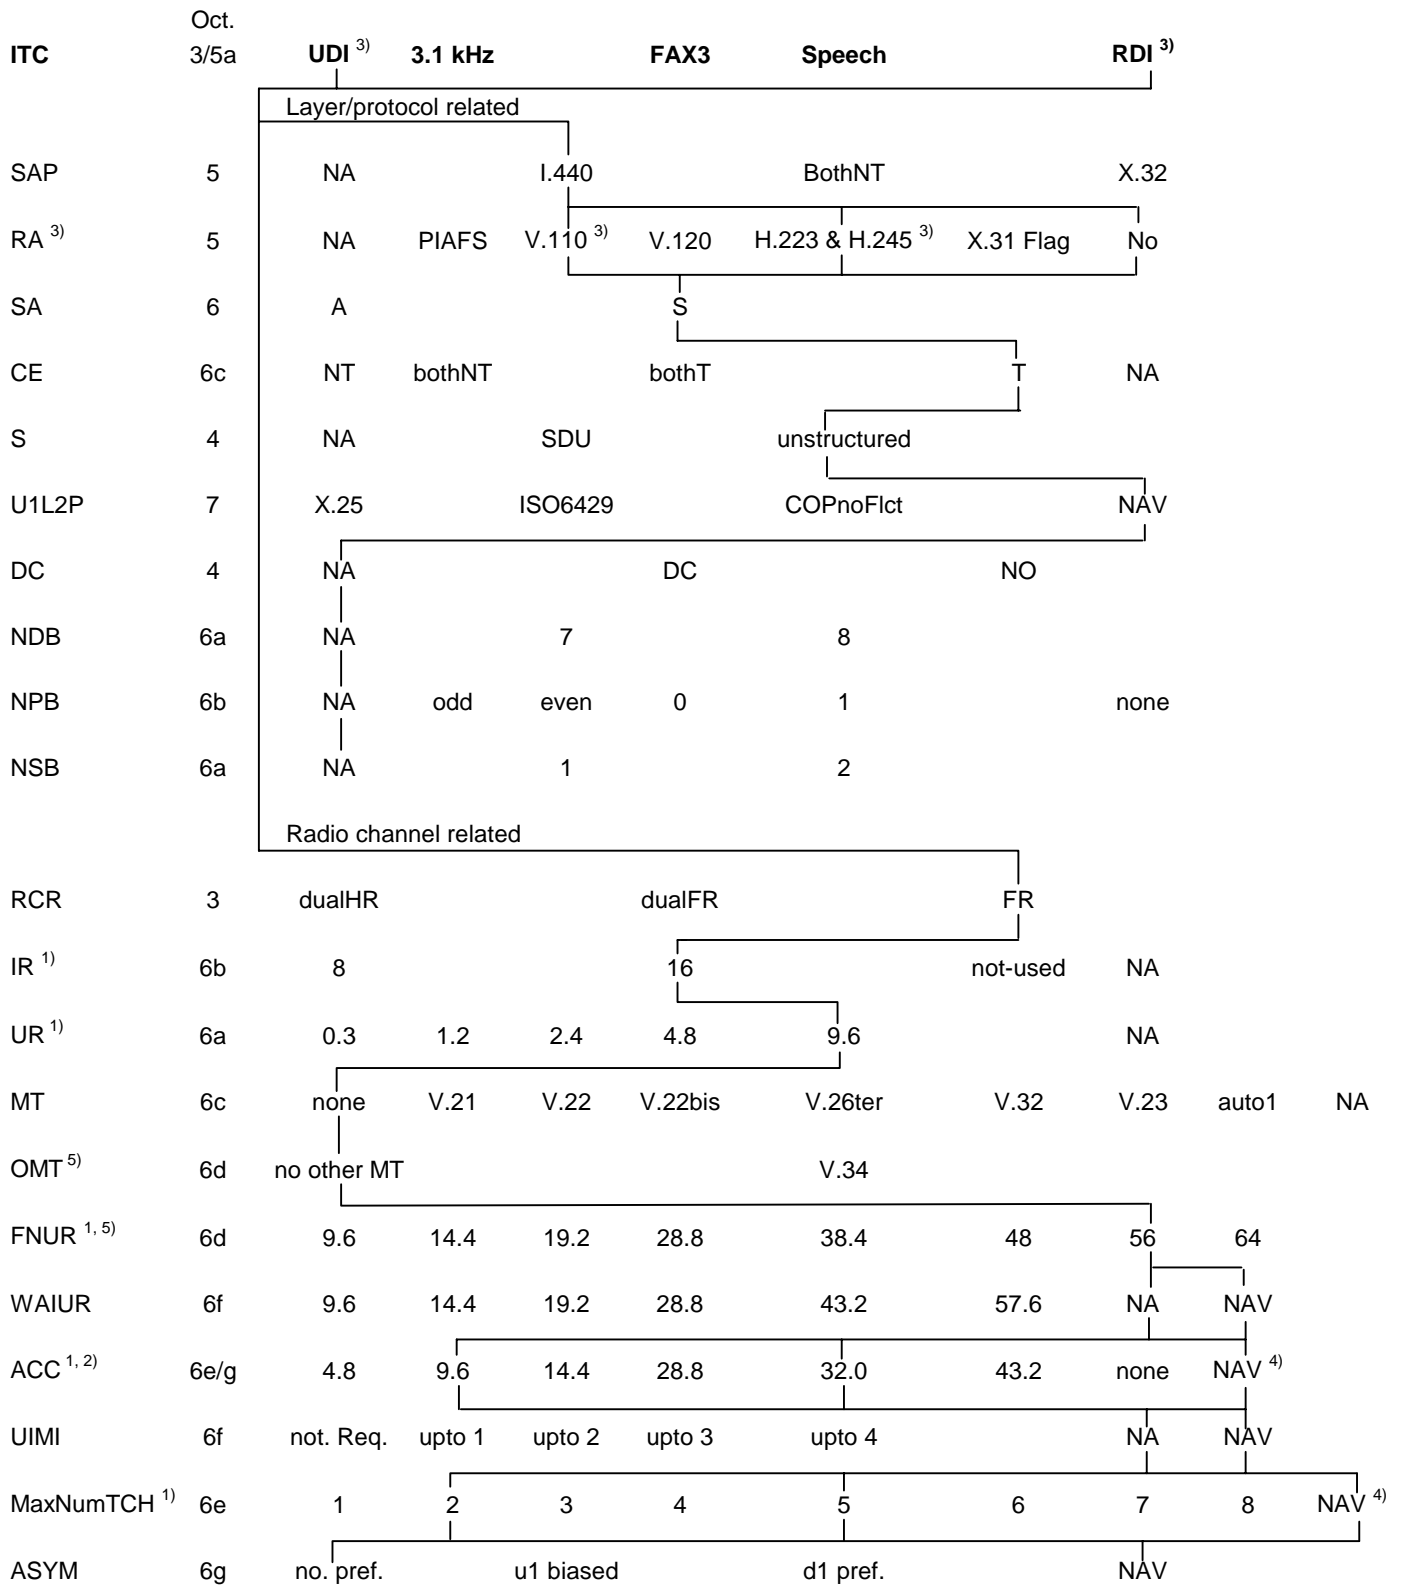 Oct.
ITC 3/5a UDI 3) 3.1 kHz FAX3 Speech RDI 3)
Layer/protocol related
SAP 5 NA I.440 BothNT X.32
RA 3) 5 NA PIAFS V.110 3) V.120 H.223 & H.245 3) X.31 Flag No
SA 6 A S
CE 6c NT bothNT bothT T NA
S 4 NA SDU unstructured
U1L2P 7 X.25 ISO6429 COPnoFlct NAV
DC 4 NA DC NO
NDB 6a NA 7 8
NPB 6b NA odd even 0 1 none
NSB 6a NA 1 2
Radio channel related
RCR 3 dualHR dualFR FR
IR 1) 6b 8 16 not-used NA
UR 1) 6a 0.3 1.2 2.4 4.8 9.6 NA
MT 6c none V.21 V.22 V.22bis V.26ter V.32 V.23 auto1 NA
OMT 5) 6d no other MT V.34
FNUR 1, 5) 6d 9.6 14.4 19.2 28.8 38.4 48 56 64
WAIUR 6f 9.6 14.4 19.2 28.8 43.2 57.6 NA NAV
ACC 1, 2) 6e/g 4.8 9.6 14.4 28.8 32.0 43.2 none NAV 4)
UIMI 6f not. Req. upto 1 upto 2 upto 3 upto 4 NA NAV
MaxNumTCH 1) 6e 1 2 3 4 5 6 7 8 NAV 4)
ASYM 6g no. pref. u1 biased d1 pref. NAV